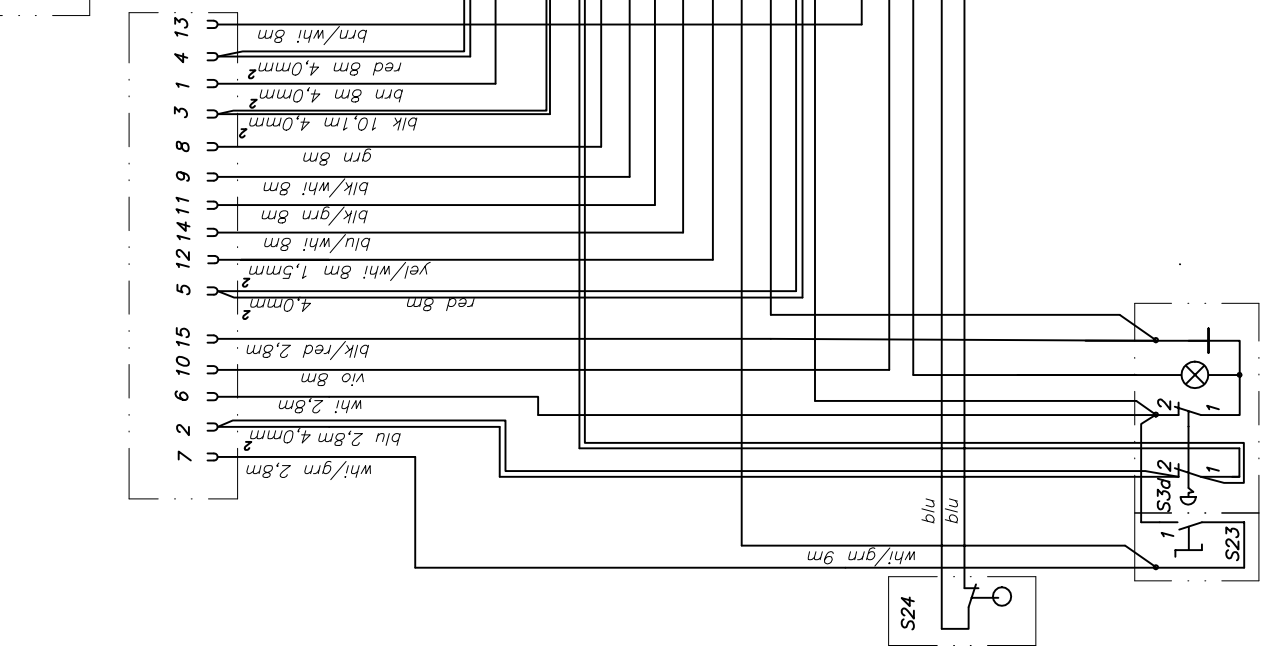 13 brn/whi 8m
4 red 8m 4,0mm²
1 brn 8m 4,0mm²
3 blk 10,1m 4,0mm²
8 grn 8m
9 blk/whi 8m
11 blk/grn 8m
14 blu/whi 8m
12 yel/whi 8m 1,5mm²
5 red 8m 4,0mm²
15 blk/red 2,8m
10 vio 8m
6 whi 2,8m
2 blu 2,8m 4,0mm²
7 whi/grn 2,8m
2 1
2 1
S3d
1
S23
blu
blu
whi/grn 9m
S24